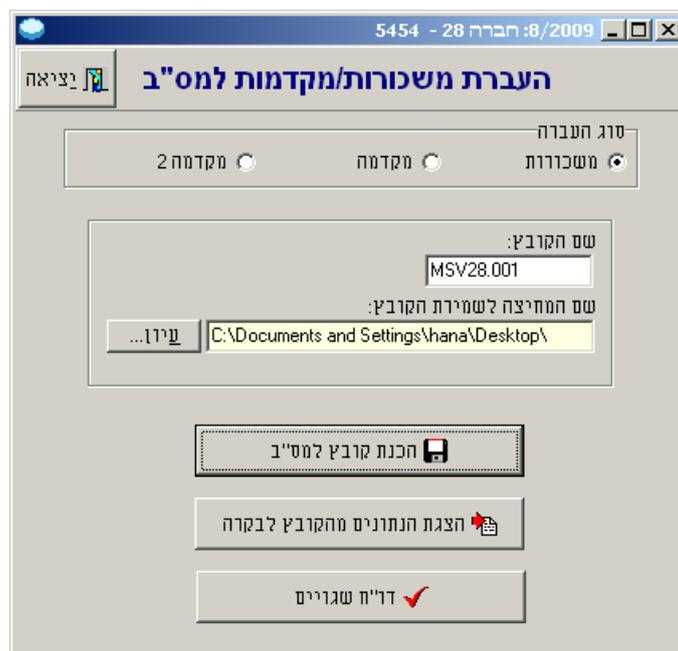 8/2009: חברה 28 - 5454
העברת משכורות/מקדמות למס"ב
יציאה
סוג העברה
משכורות
מקדמה
מקדמה 2
שם הקובץ:
MSV28.001
שם המחיצה לשמירת הקובץ:
C:\Documents and Settings\hana\Desktop\
עיון...
הכנת קובץ למס"ב
הצגת הנתונים מהקובץ לבקרה
דו"ח שגויים